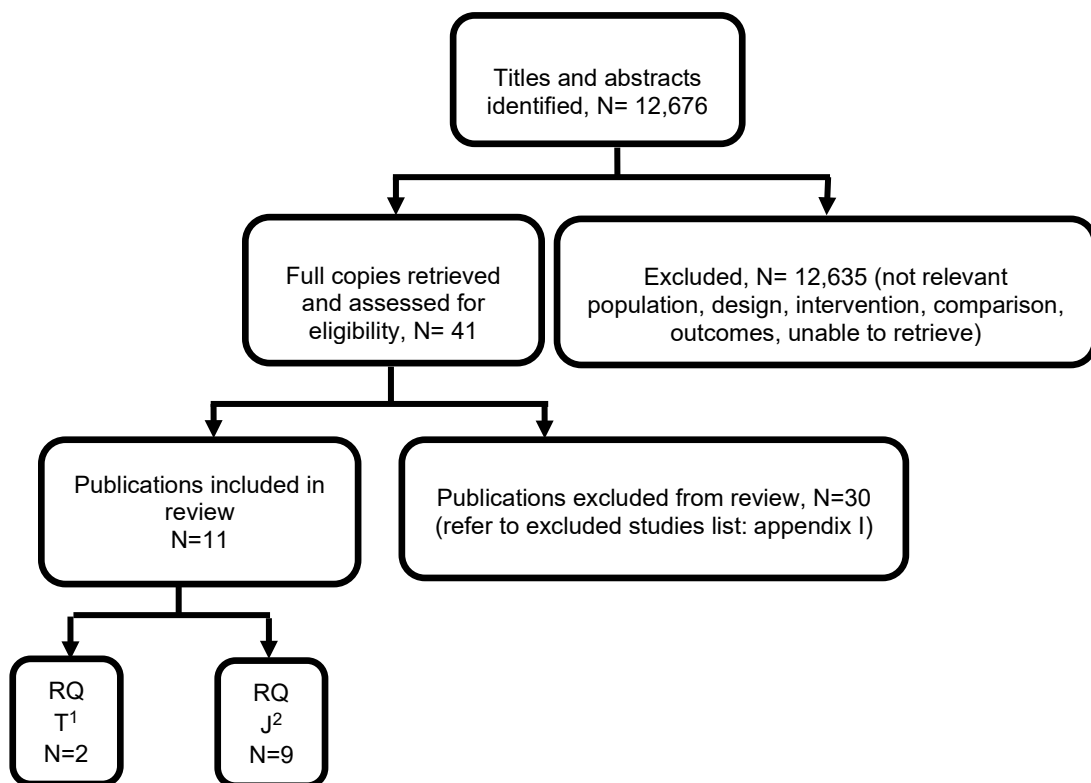 Titles and abstracts
identified, N= 12,676
Full copies retrieved
and assessed for
eligibility, N= 41
Excluded, N= 12,635 (not relevant
population, design, intervention, comparison,
outcomes, unable to retrieve)
Publications included in
review
N=11
Publications excluded from review, N=30
(refer to excluded studies list: appendix I)
RQ
T¹
N=2
RQ
J²
N=9